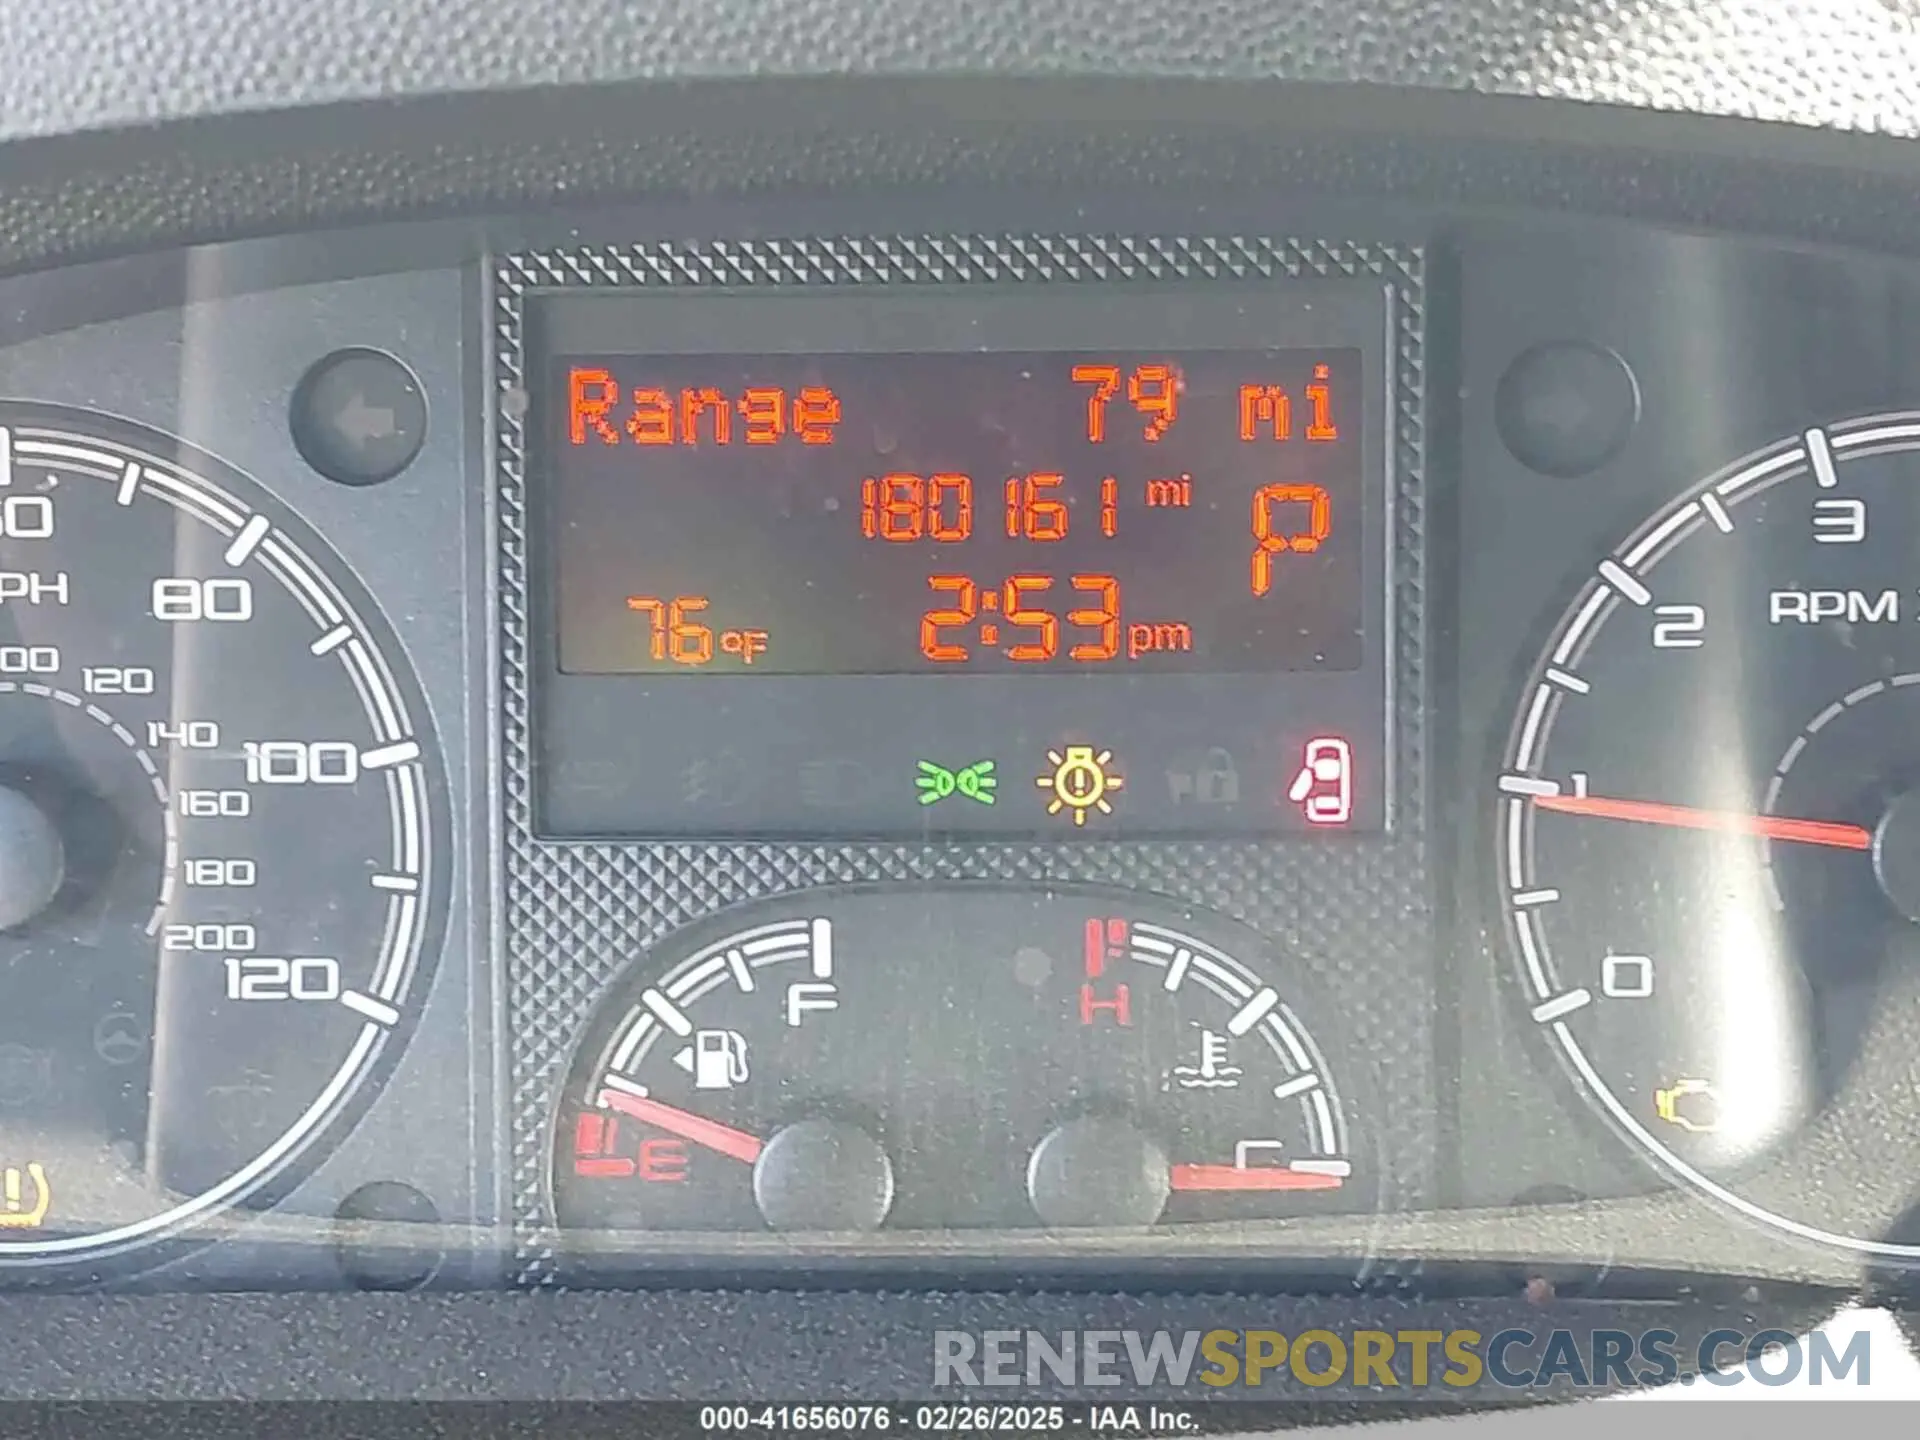 Range 79 mi
180161 mi P
76°F 2:53 pm
80
100
120
120
140
160
180
200
3
2
1
0
RPM
F
E
H
C
RENEWSPORTSCARS.COM
000-41656076 - 02/26/2025 - IAA Inc.